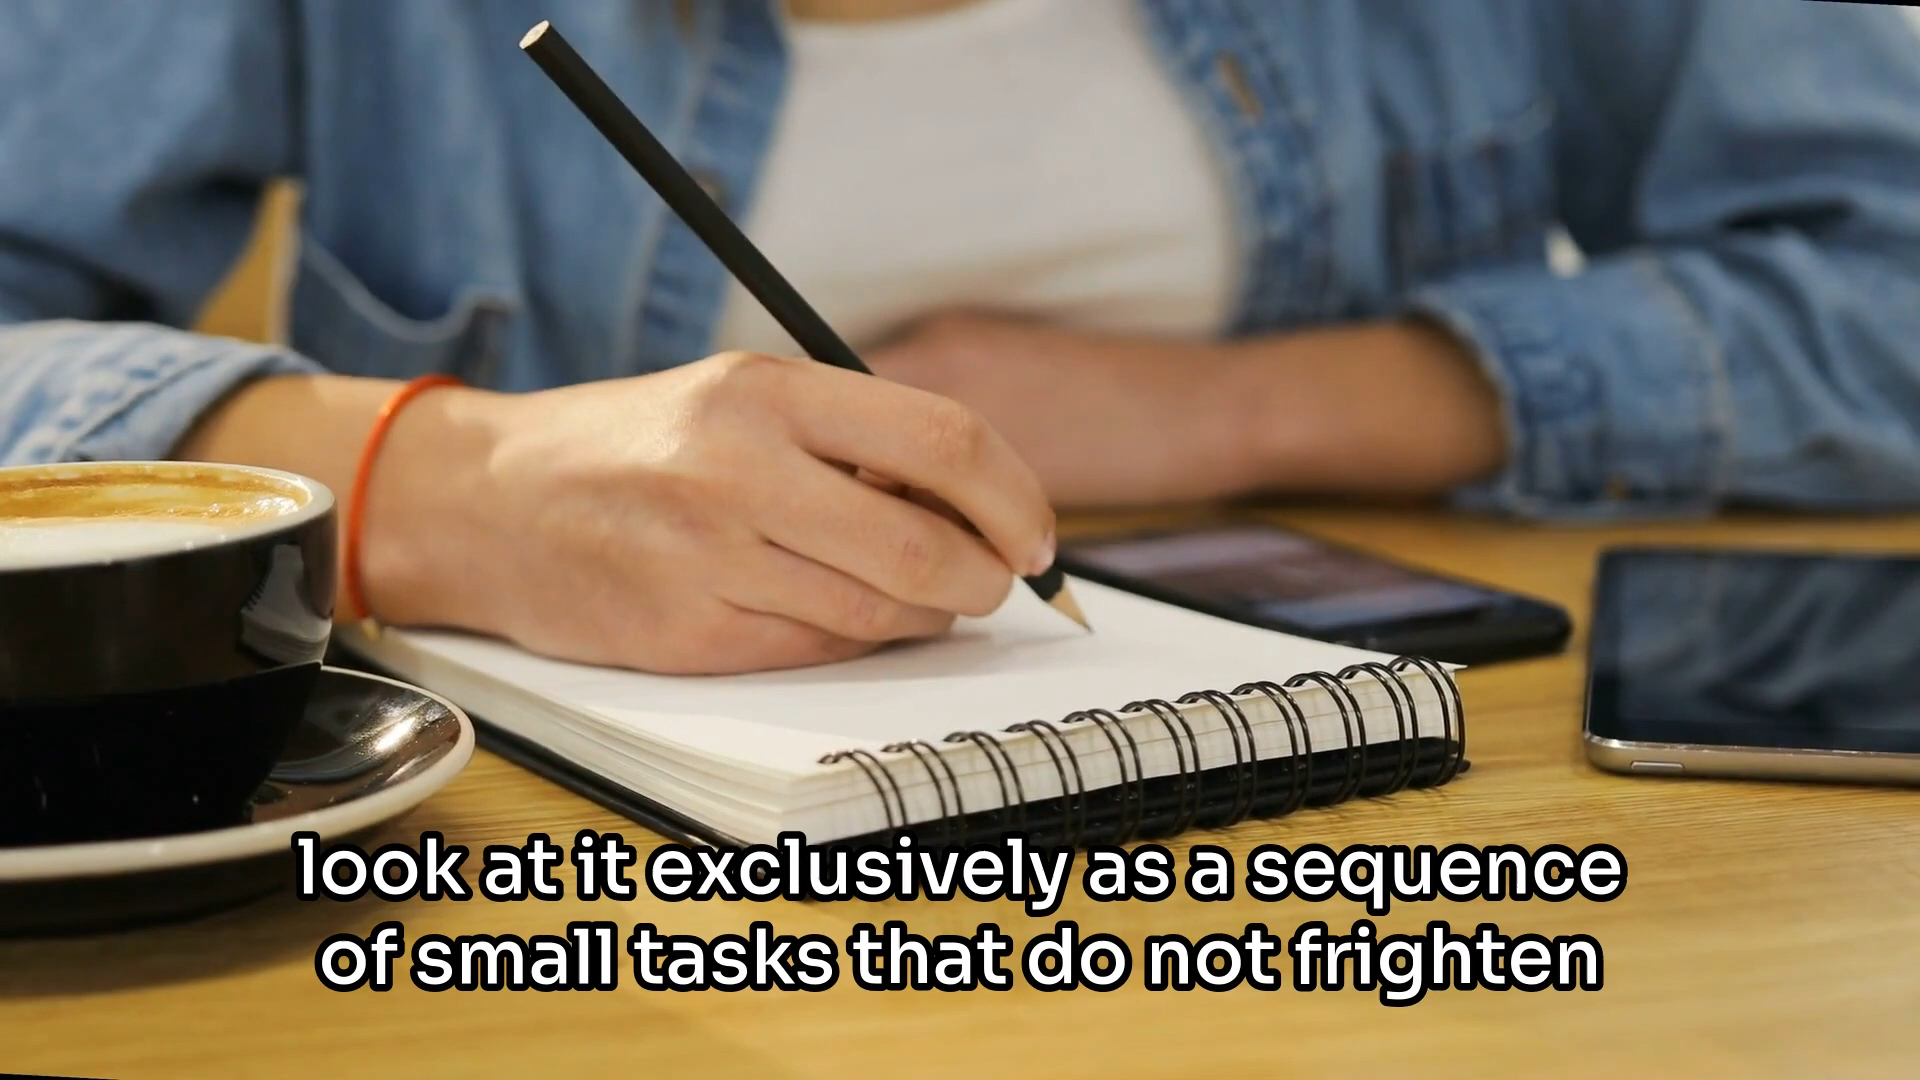 look at it exclusively as a sequence
of small tasks that do not frighten